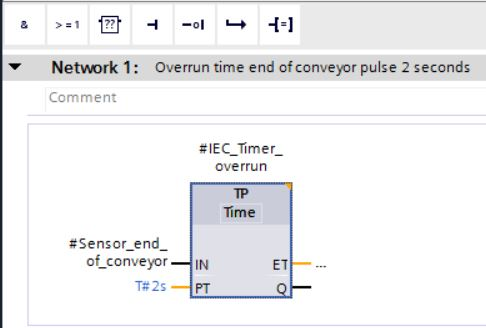 & >=1 ?? -ol [=]
Network 1: Overrun time end of conveyor pulse 2 seconds
Comment
#IEC_Timer_
overrun
TP
Time
#Sensor_end_
of_conveyor IN ET ...
T#2s PT Q